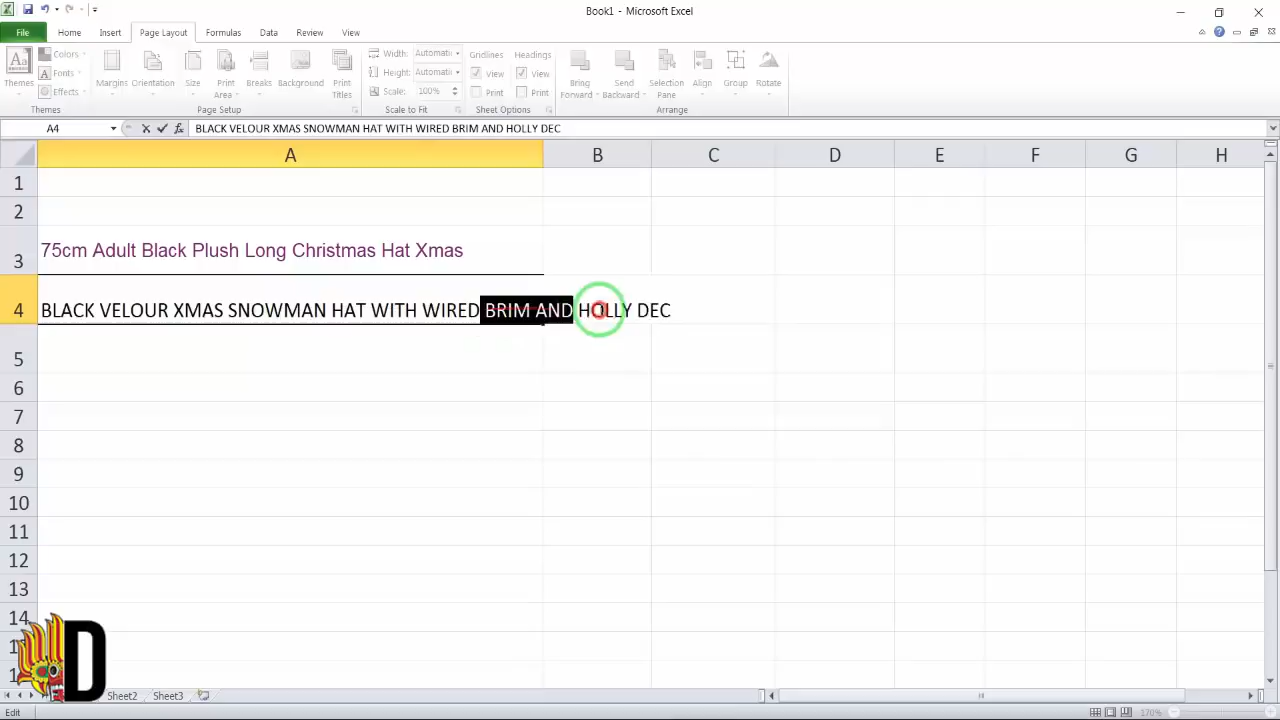 Book1 - Microsoft Excel
File Home Insert Page Layout Formulas Data Review View
Themes Colors Fonts Effects Margins Orientation Size Print Area Breaks Background Print Titles Width: Automatic Height: Automatic Scale: 100% Gridlines View Print Headings View Print Bring Forward Send Backward Selection Pane Align Group Rotate
Themes Page Setup Scale to Fit Sheet Options Arrange
A4 fx BLACK VELOUR XMAS SNOWMAN HAT WITH WIRED BRIM AND HOLLY DEC
A B C D E F G H
1
2
3 75cm Adult Black Plush Long Christmas Hat Xmas
4 BLACK VELOUR XMAS SNOWMAN HAT WITH WIRED BRIM AND HOLLY DEC
5
6
7
8
9
10
11
12
13
14
D
Sheet2 Sheet3
Edit 170%